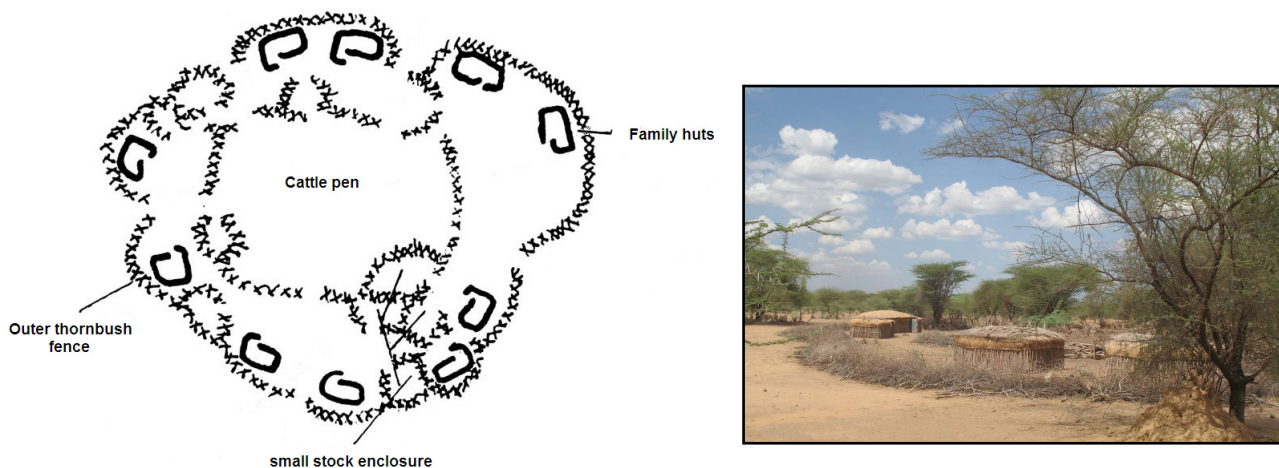 Family huts
Cattle pen
Outer thornbush
fence
small stock enclosure